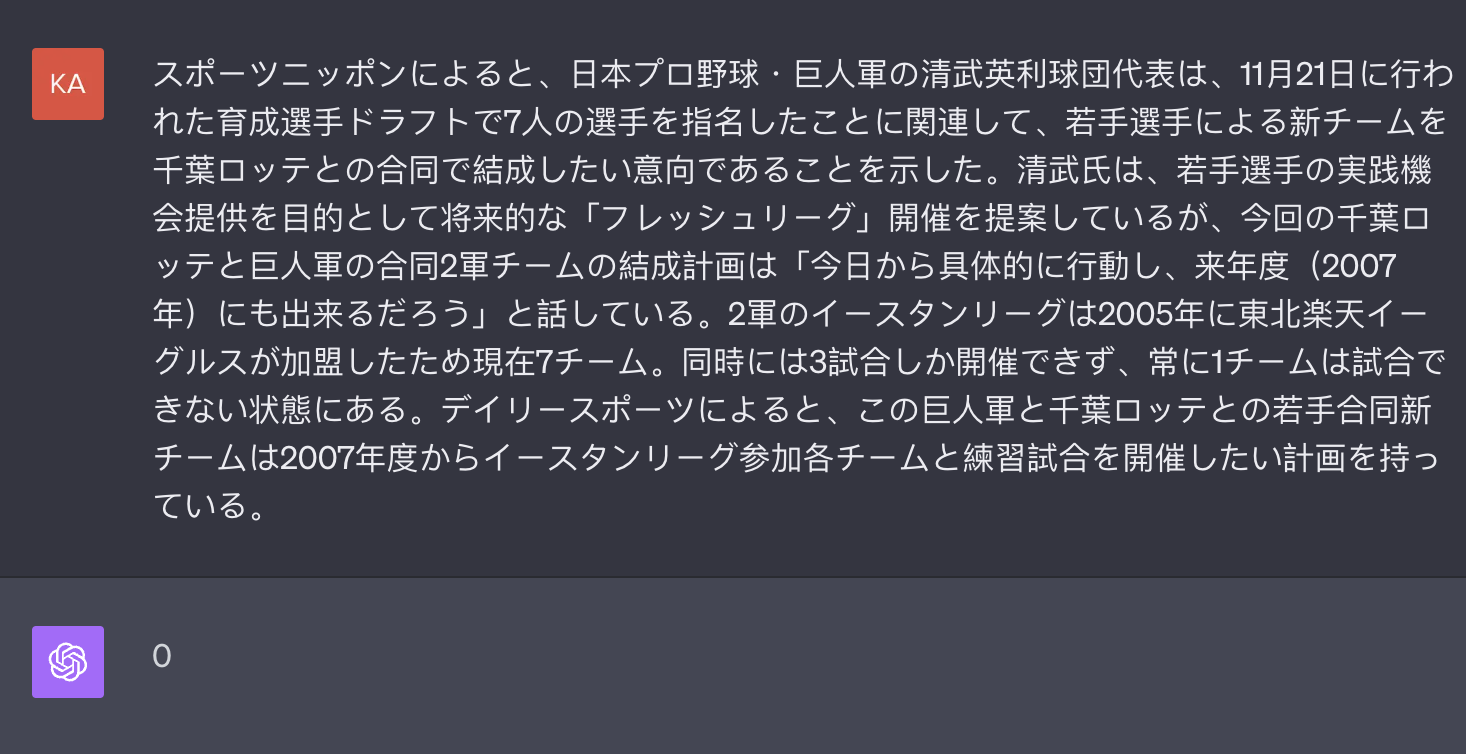 KA
スポーツニッポンによると、日本プロ野球・巨人軍の清武英利球団代表は、11月21日に行わ
れた育成選手ドラフトで7人の選手を指名したことに関連して、若手選手による新チームを
千葉ロッテとの合同で結成したい意向であることを示した。清武氏は、若手選手の実践機
会提供を目的として将来的な「フレッシュリーグ」開催を提案しているが、今回の千葉ロ
ッテと巨人軍の合同2軍チームの結成計画は「今日から具体的に行動し、来年度（2007
年）にも出来るだろう」と話している。2軍のイースタンリーグは2005年に東北楽天イー
グルスが加盟したため現在7チーム。同時には3試合しか開催できず、常に1チームは試合で
きない状態にある。デイリースポーツによると、この巨人軍と千葉ロッテとの若手合同新
チームは2007年度からイースタンリーグ参加各チームと練習試合を開催したい計画を持っ
ている。
0